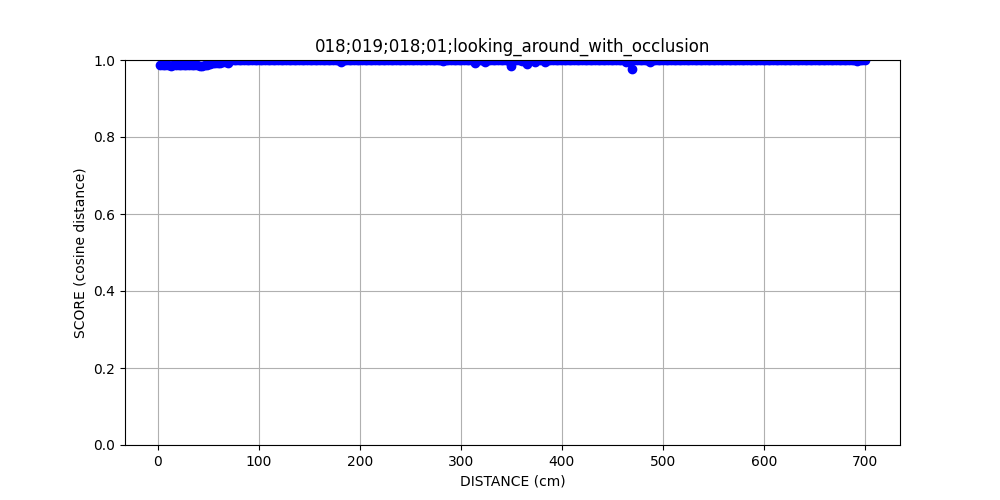 018;019;018;01;looking_around_with_occlusion
1.0
0.8
0.6
0.4
0.2
0.0
SCORE (cosine distance)
0 100 200 300 400 500 600 700
DISTANCE (cm)